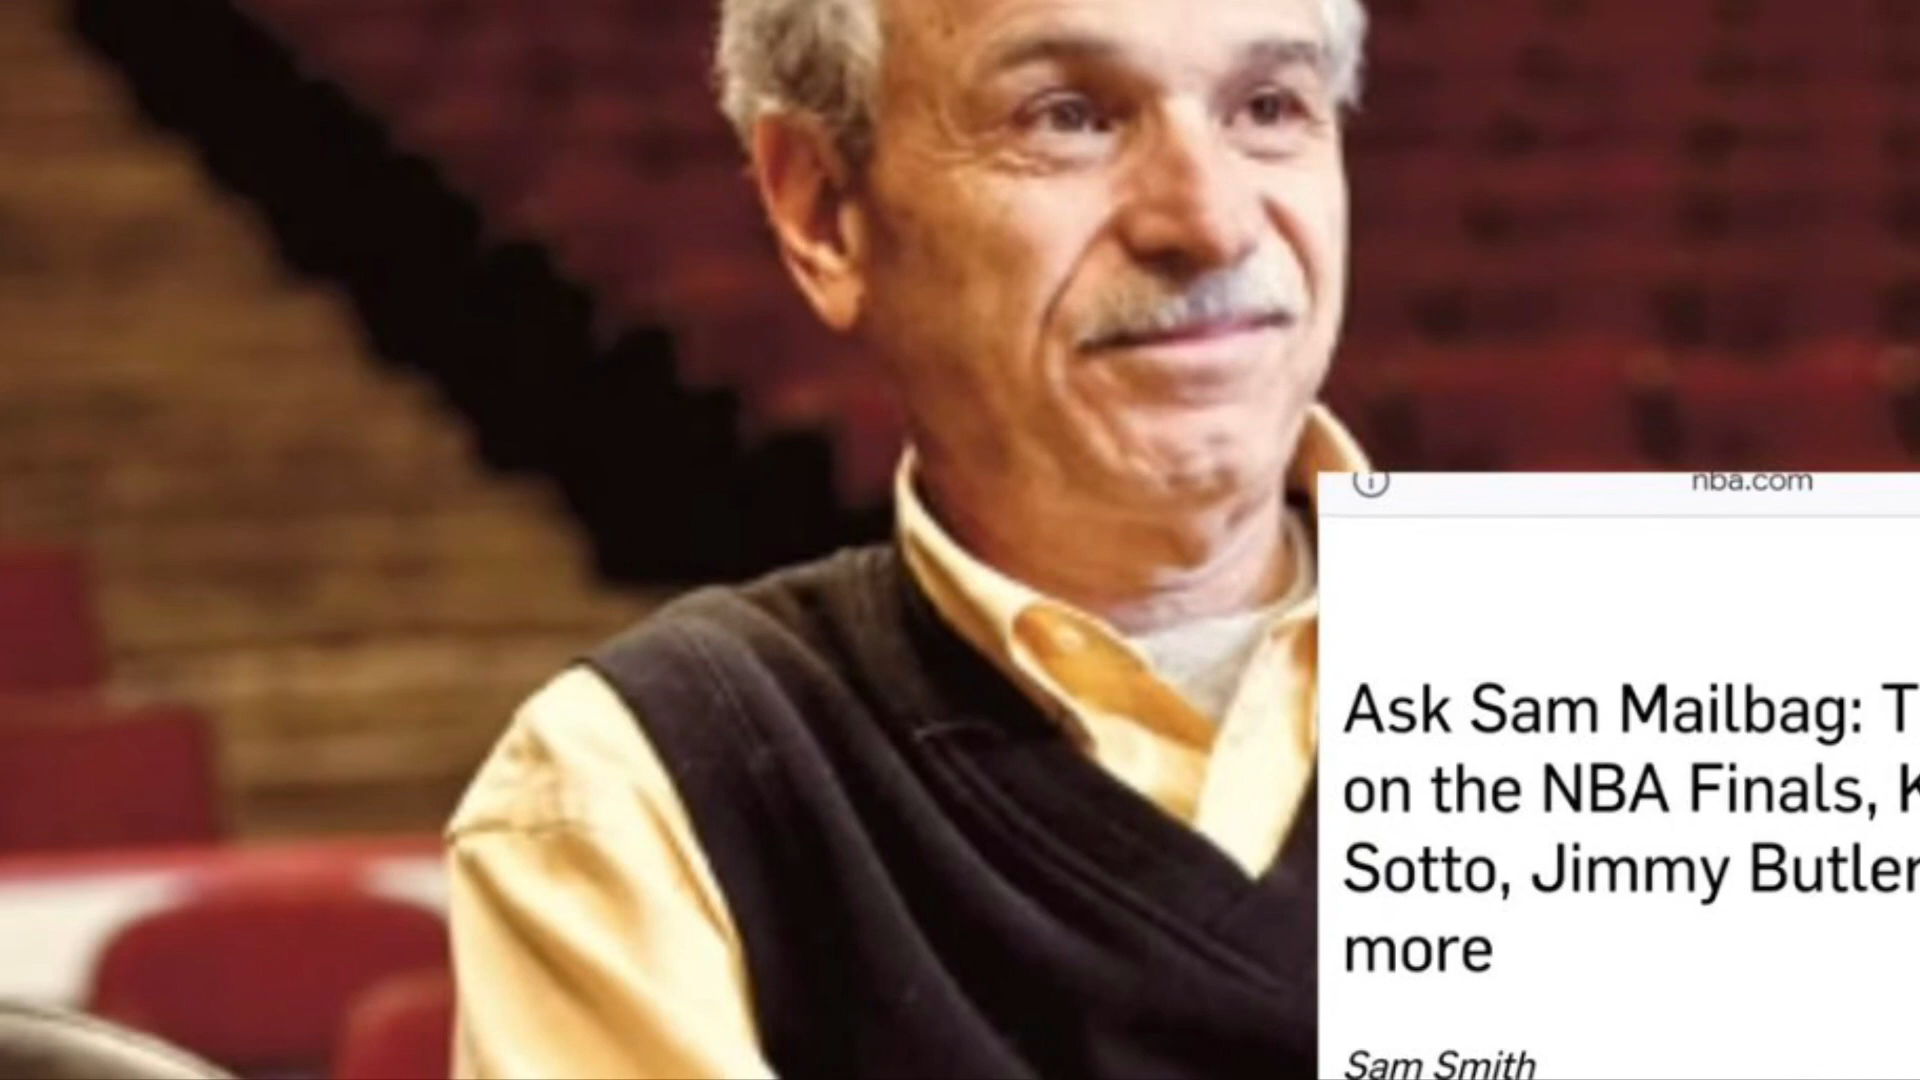 nba.com
Ask Sam Mailbag: T
on the NBA Finals, K
Sotto, Jimmy Butler
more
Sam Smith